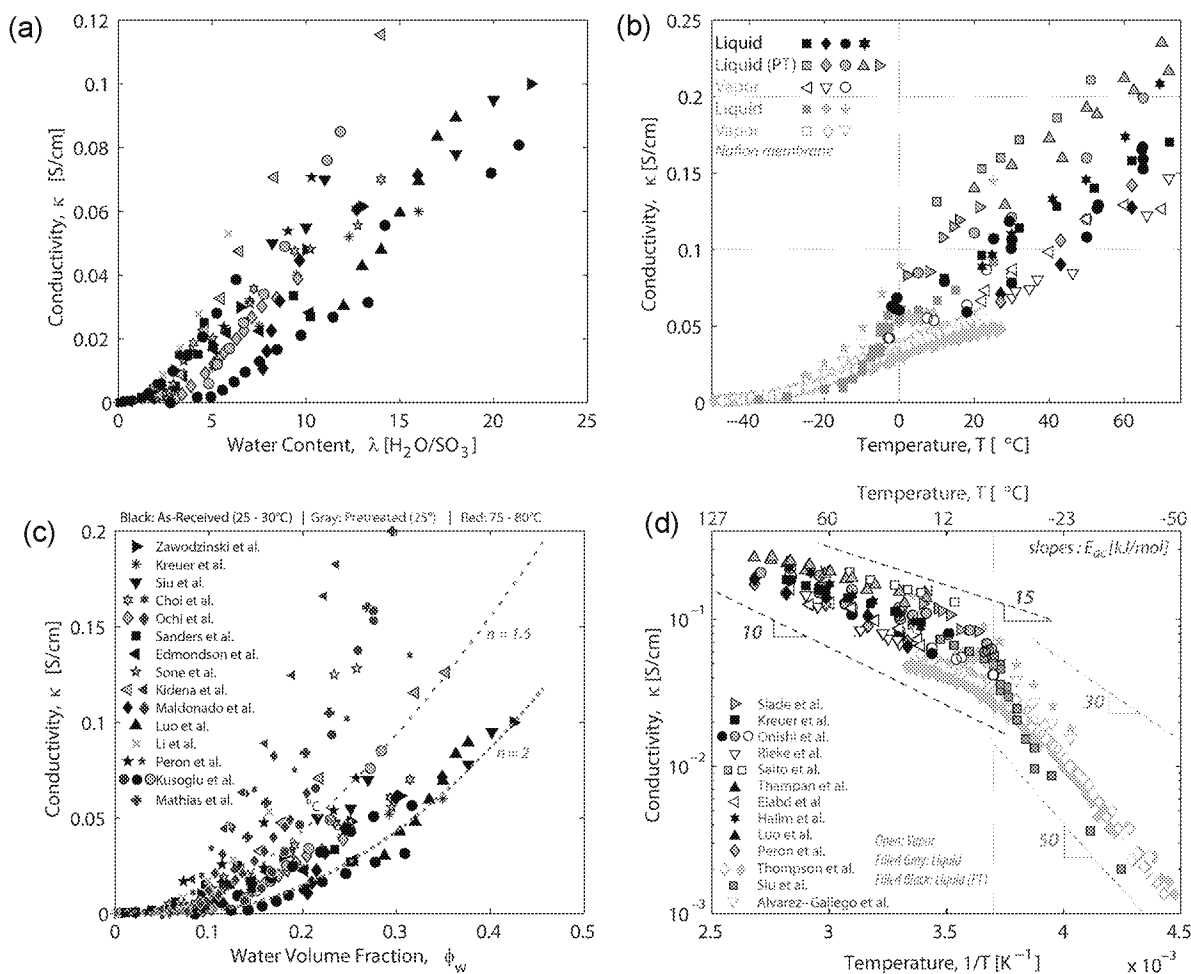 (a)
0.12
0.1
0.08
0.06
0.04
0.02
0
Conductivity, κ [S/cm]
0 5 10 15 20 25
Water Content, λ [H₂O/SO₃]
(b)
0.25
0.2
0.15
0.1
0.05
0
Conductivity, κ [S/cm]
Liquid
Liquid (PT)
Vapor
Liquid
Vapor
Nafion membrane
−40 −20 0 20 40 60
Temperature, T [ °C]
(c)
Black: As-Received (25 - 30°C) | Gray: Pretreated (25°) | Red: 75 - 80°C
0.2
0.15
0.1
0.05
0
Conductivity, κ [S/cm]
Zawodzinski et al.
Kreuer et al.
Siu et al.
Choi et al.
Ochi et al.
Sanders et al.
Edmondson et al.
Sone et al.
Kidena et al.
Maldonado et al.
Luo et al.
Li et al.
Peron et al.
Kusoglu et al.
Mathias et al.
n = 1.5
n = 2
0 0.1 0.2 0.3 0.4 0.5
Water Volume Fraction, ϕw
Temperature, T [ °C]
127 60 12 -23 -50
(d)
slopes : Eac [kJ/mol]
15
10
30
50
10⁻¹
10⁻²
10⁻³
Conductivity, κ [S/cm]
Slade et al.
Kreuer et al.
Onishi et al.
Rieke et al.
Saito et al.
Thampan et al.
Elabd et al
Halim et al.
Luo et al.
Peron et al.
Thompson et al.
Siu et al.
Alvarez-Gallego et al.
Open: Vapor
Filled Gray: Liquid
Filled Black: Liquid (PT)
2.5 3 3.5 4 4.5
Temperature, 1/T [K⁻¹]
x 10⁻³